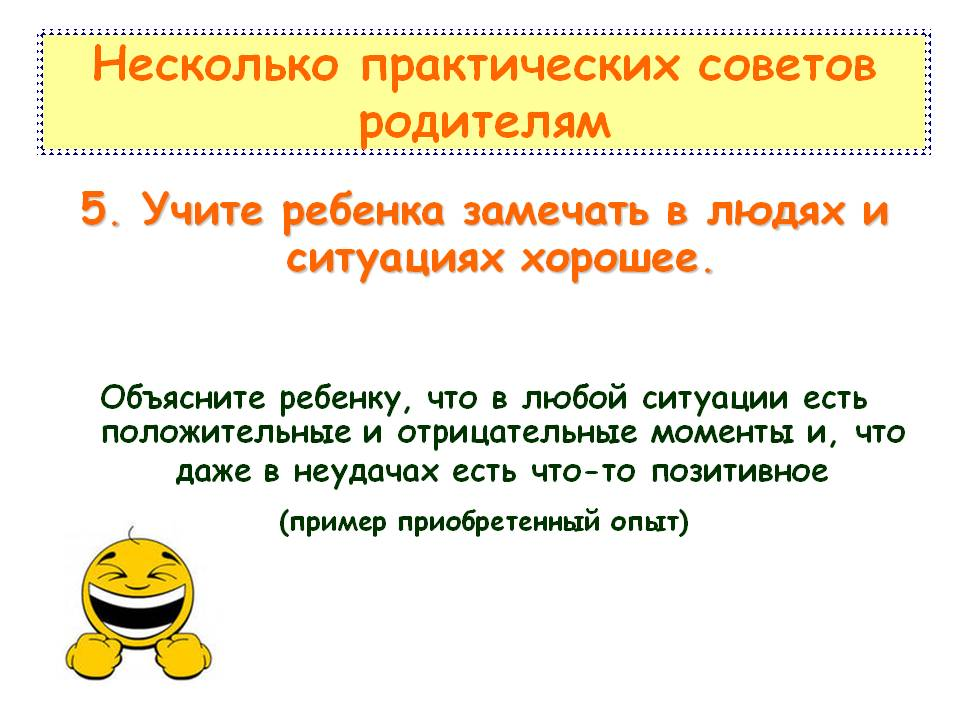 Несколько практических советов
родителям
5. Учите ребенка замечать в людях и
ситуациях хорошее.
Объясните ребенку, что в любой ситуации есть
положительные и отрицательные моменты и, что
даже в неудачах есть что-то позитивное
(пример приобретенный опыт)